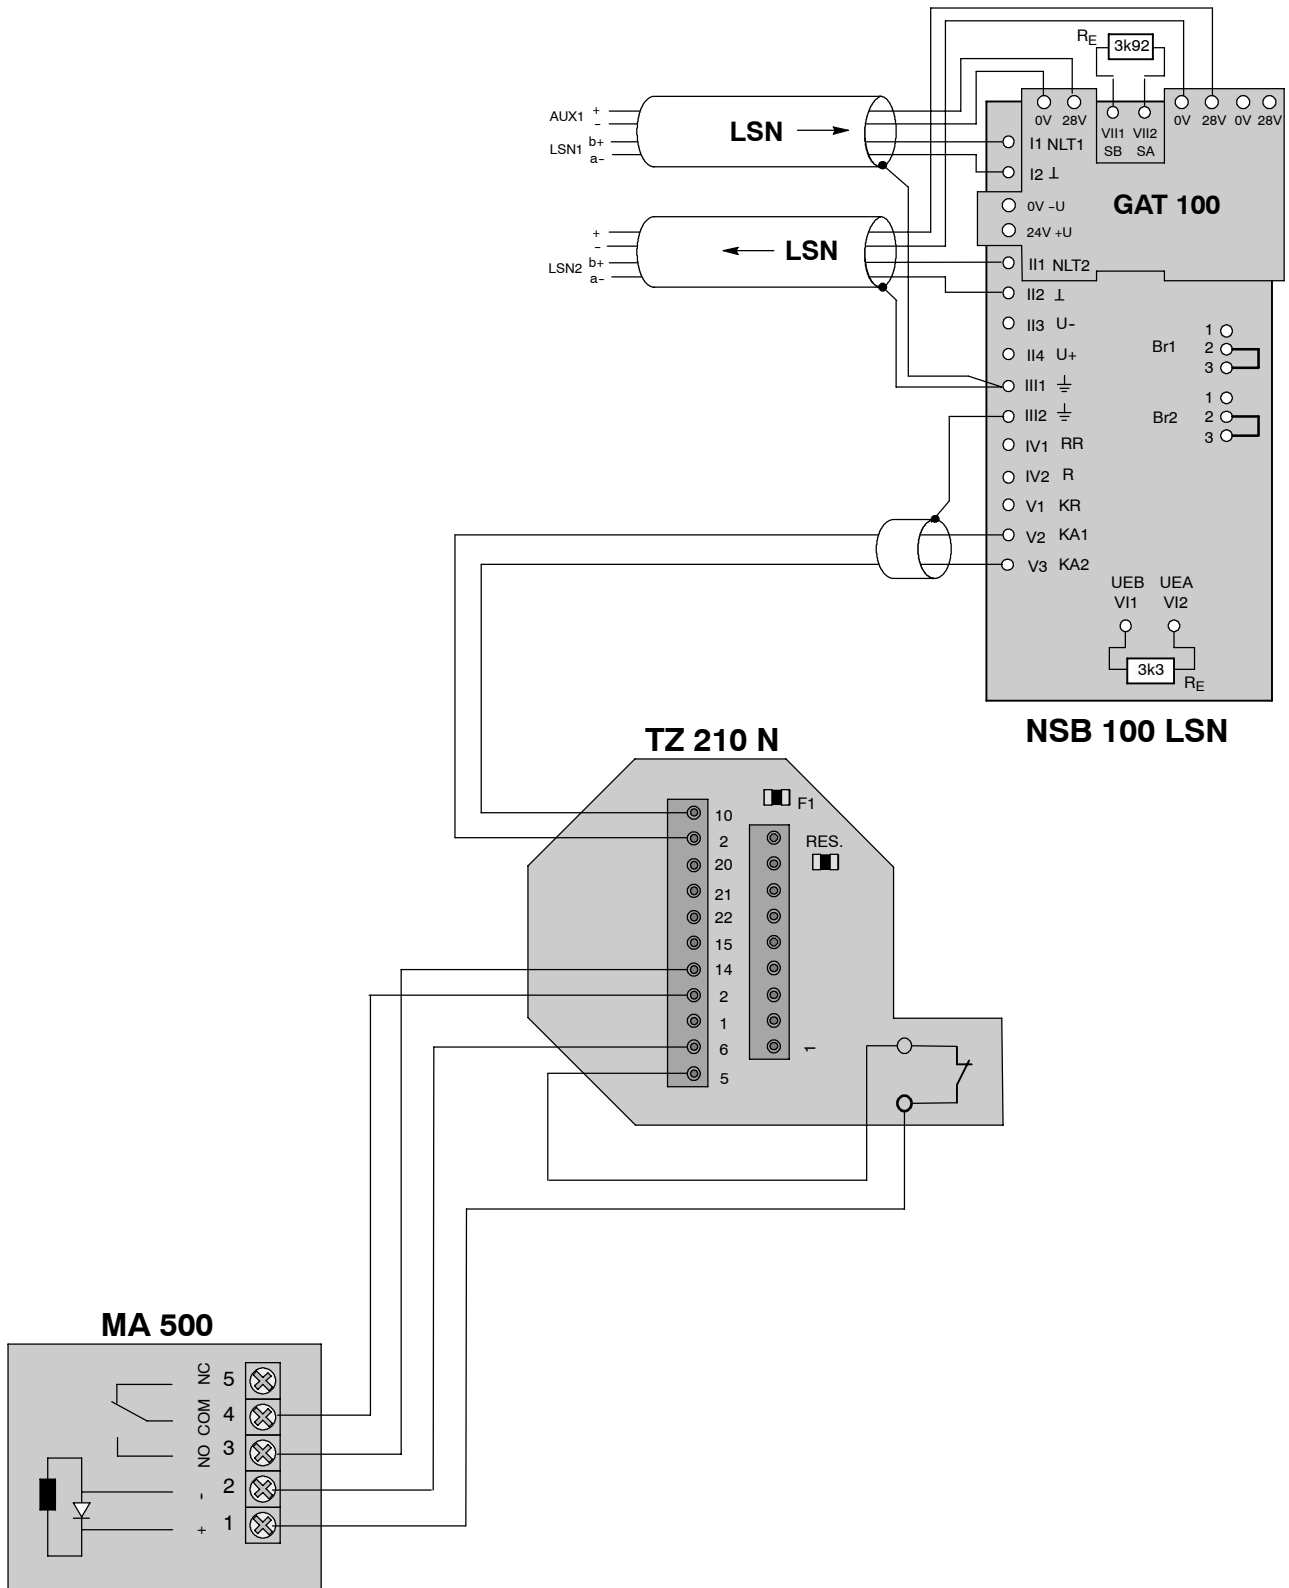 RE
3k92
AUX1
+
-
LSN
0V
28V
VII1
VII2
SB
SA
0V
28V
0V
28V
LSN1
b+
a-
I1 NLT1
I2 ⊥
0V -U
24V +U
GAT 100
+
-
LSN
LSN2
b+
a-
II1 NLT2
II2 ⊥
II3 U-
II4 U+
III1 ⏚
III2 ⏚
IV1 RR
IV2 R
V1 KR
V2 KA1
V3 KA2
Br1
1
2
3
Br2
1
2
3
UEB
UEA
VI1
VI2
3k3
RE
NSB 100 LSN
TZ 210 N
F1
RES.
10
2
20
21
22
15
14
2
1
6
5
1
MA 500
NC 5
COM 4
NO 3
- 2
+ 1